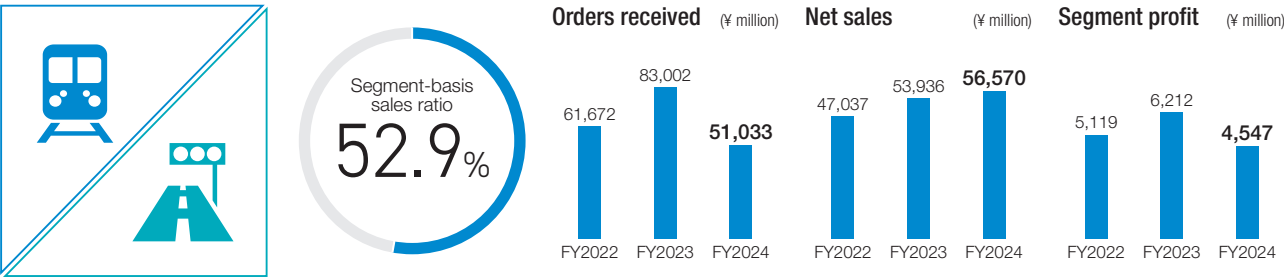 Segment-basis
sales ratio
52.9%
Orders received (¥ million)
61,672
83,002
51,033
FY2022 FY2023 FY2024
Net sales (¥ million)
47,037
53,936
56,570
FY2022 FY2023 FY2024
Segment profit (¥ million)
5,119
6,212
4,547
FY2022 FY2023 FY2024